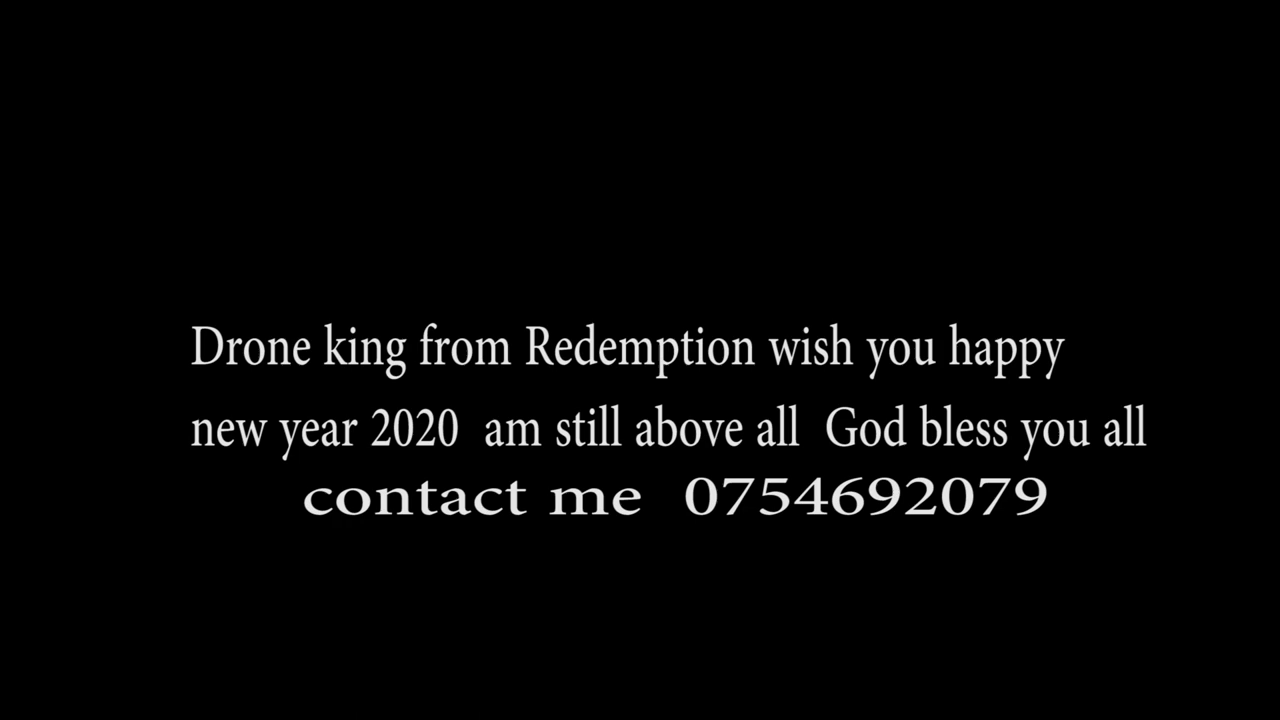 Drone king from Redemption wish you happy
new year 2020 am still above all God bless you all
contact me 0754692079